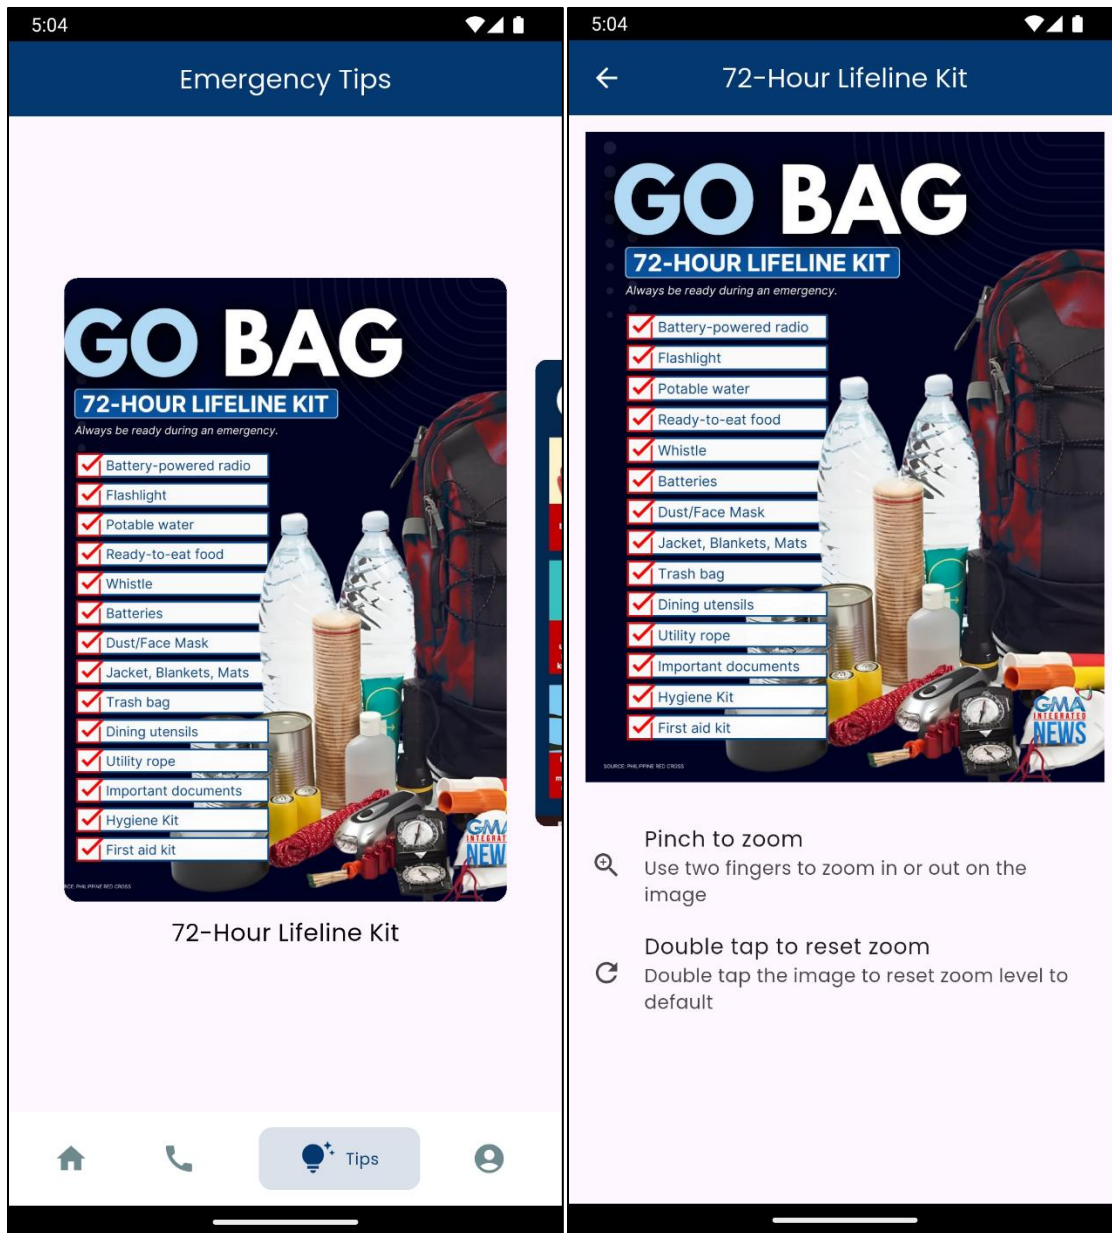 5:04
Emergency Tips
GO BAG
72-HOUR LIFELINE KIT
Always be ready during an emergency.
Battery-powered radio
Flashlight
Potable water
Ready-to-eat food
Whistle
Batteries
Dust/Face Mask
Jacket, Blankets, Mats
Trash bag
Dining utensils
Utility rope
Important documents
Hygiene Kit
First aid kit
PHILIPPINE RED CROSS
72-Hour Lifeline Kit
Tips
5:04
72-Hour Lifeline Kit
GO BAG
72-HOUR LIFELINE KIT
Always be ready during an emergency.
Battery-powered radio
Flashlight
Potable water
Ready-to-eat food
Whistle
Batteries
Dust/Face Mask
Jacket, Blankets, Mats
Trash bag
Dining utensils
Utility rope
Important documents
Hygiene Kit
First aid kit
GMA
INTEGRATED
NEWS
SOURCE: PHILIPPINE RED CROSS
Pinch to zoom
Use two fingers to zoom in or out on the
image
Double tap to reset zoom
Double tap the image to reset zoom level to
default